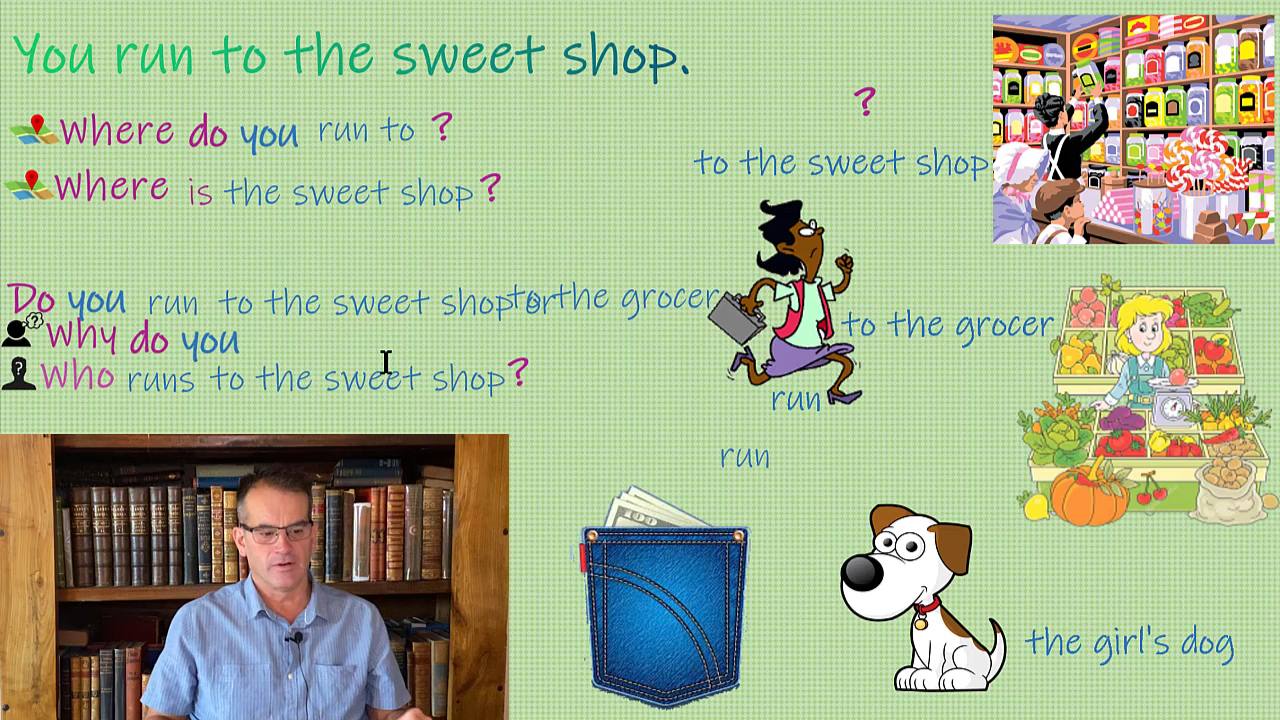 You run to the sweet shop.
Where do you run to ?
Where is the sweet shop ?
?
to the sweet shop
Do you run to the sweet shop or to the grocer
to the grocer
Why do you
Who runs to the sweet shop ?
run
run
100
the girl's dog